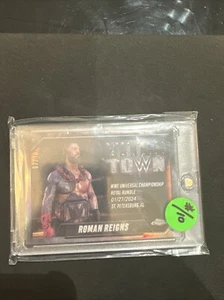 TOWN
WWE UNIVERSAL CHAMPIONSHIP
ROYAL RUMBLE
01/27/2024
ST. PETERSBURG, FL
ROMAN REIGNS
#/10